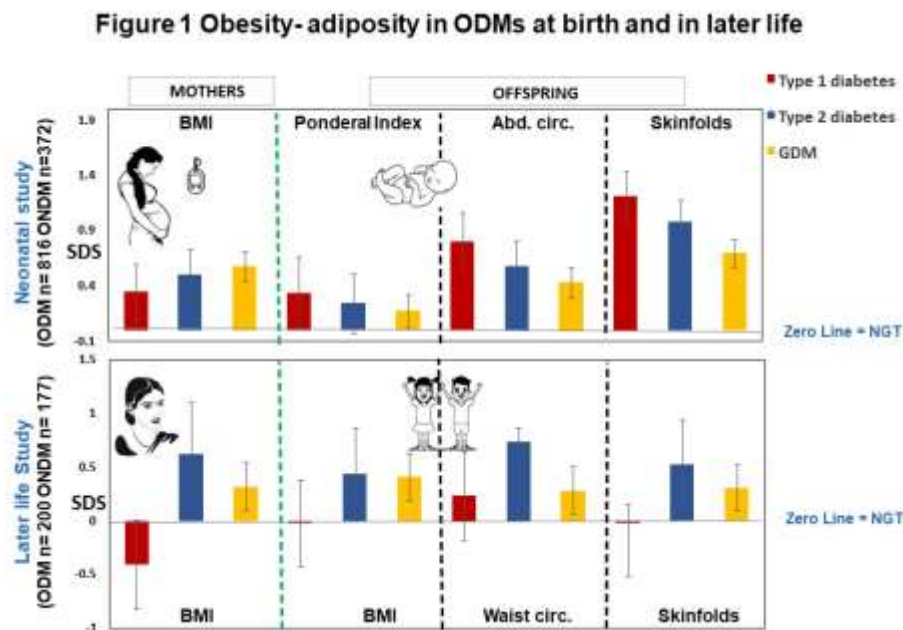 Figure 1 Obesity- adiposity in ODMs at birth and in later life
MOTHERS
OFFSPRING
Type 1 diabetes
Type 2 diabetes
GDM
Neonatal study
(ODM n= 816 ONDM n=372)
BMI
Ponderal Index
Abd. circ.
Skinfolds
1.9
1.4
0.9
SDS
0.4
-0.1
Zero Line = NGT
Later life Study
(ODM n= 200 ONDM n= 177)
1.5
1
0.5
SDS
0
-0.5
-1
Zero Line = NGT
BMI
BMI
Waist circ.
Skinfolds